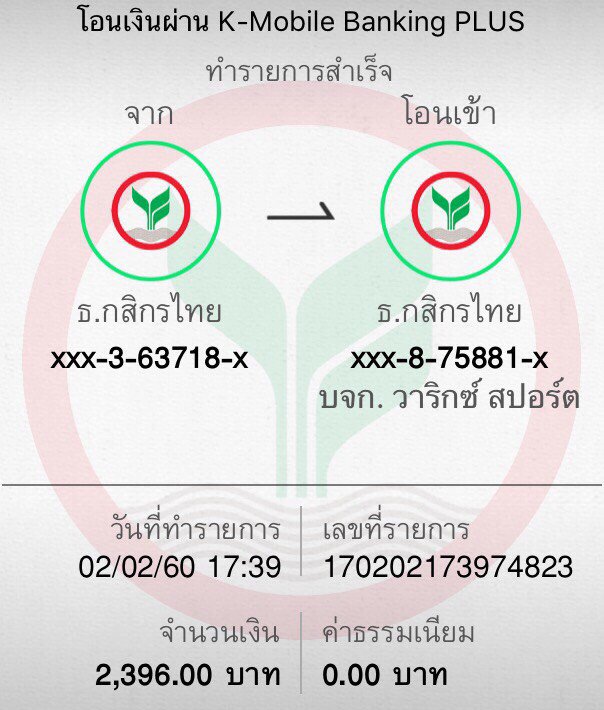 โอนเงินผ่าน K-Mobile Banking PLUS
ทำรายการสำเร็จ
จาก โอนเข้า
ธ.กสิกรไทย ธ.กสิกรไทย
xxx-3-63718-x xxx-8-75881-x
บจก. วาริกซ์ สปอร์ต
วันที่ทำรายการ เลขที่รายการ
02/02/60 17:39 170202173974823
จำนวนเงิน ค่าธรรมเนียม
2,396.00 บาท 0.00 บาท